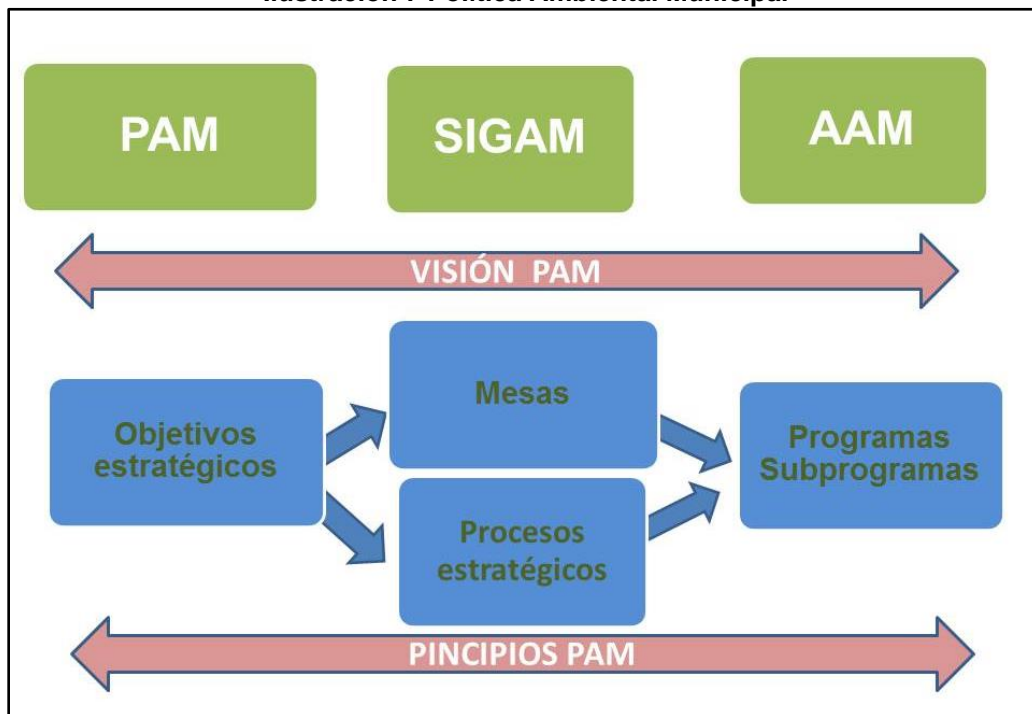 PAM
SIGAM
AAM
VISIÓN PAM
Objetivos
estratégicos
Mesas
Procesos
estratégicos
Programas
Subprogramas
PINCIPIOS PAM